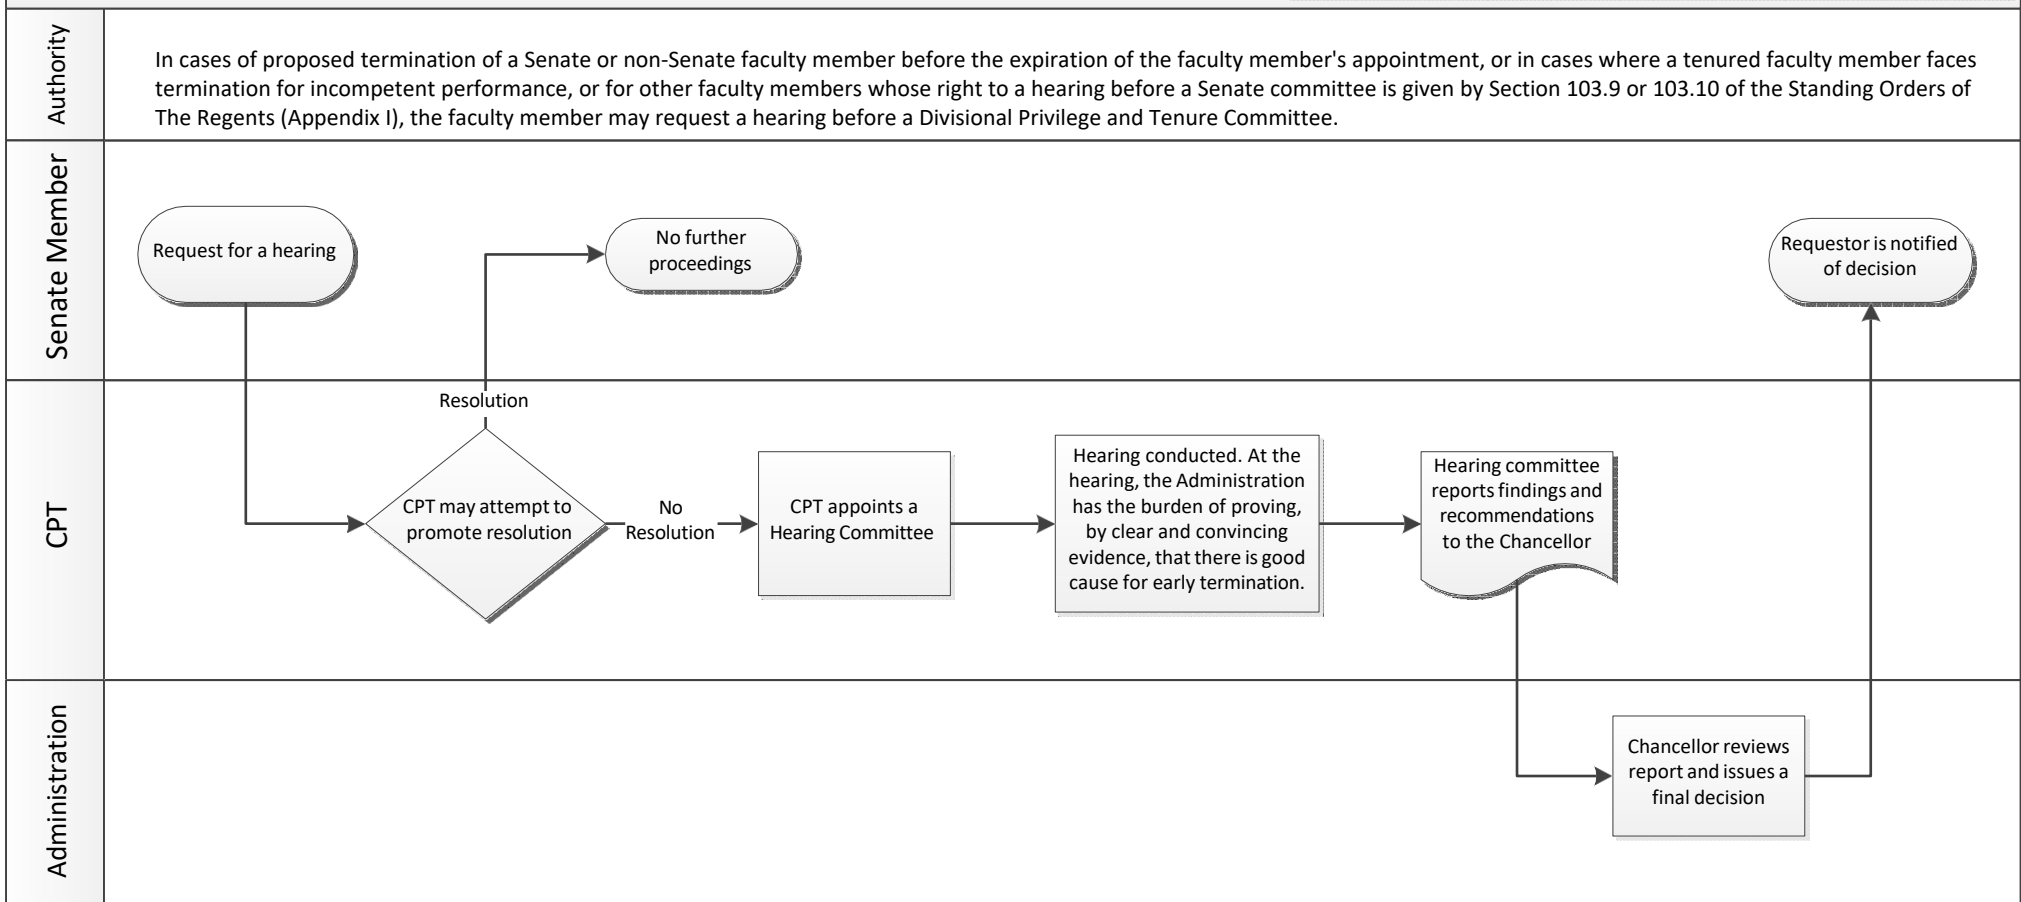 Authority
In cases of proposed termination of a Senate or non-Senate faculty member before the expiration of the faculty member's appointment, or in cases where a tenured faculty member faces
termination for incompetent performance, or for other faculty members whose right to a hearing before a Senate committee is given by Section 103.9 or 103.10 of the Standing Orders of
The Regents (Appendix I), the faculty member may request a hearing before a Divisional Privilege and Tenure Committee.
Senate Member
Request for a hearing
No further
proceedings
Requestor is notified
of decision
CPT
Resolution
CPT may attempt to
promote resolution
No
Resolution
CPT appoints a
Hearing Committee
Hearing conducted. At the
hearing, the Administration
has the burden of proving,
by clear and convincing
evidence, that there is good
cause for early termination.
Hearing committee
reports findings and
recommendations
to the Chancellor
Administration
Chancellor reviews
report and issues a
final decision